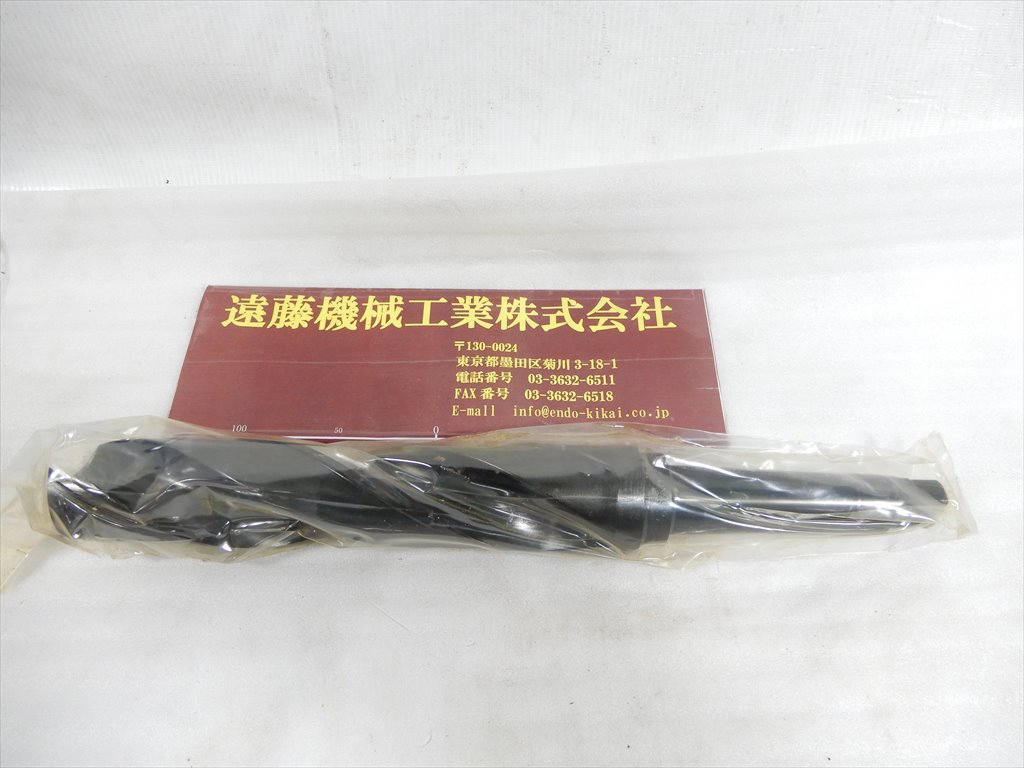 遠藤機械工業株式会社
〒130-0024
東京都墨田区菊川 3-18-1
電話番号 03-3632-6511
FAX 番号 03-3632-6518
E-mall info@endo-kikai.co.jp
100 50 0